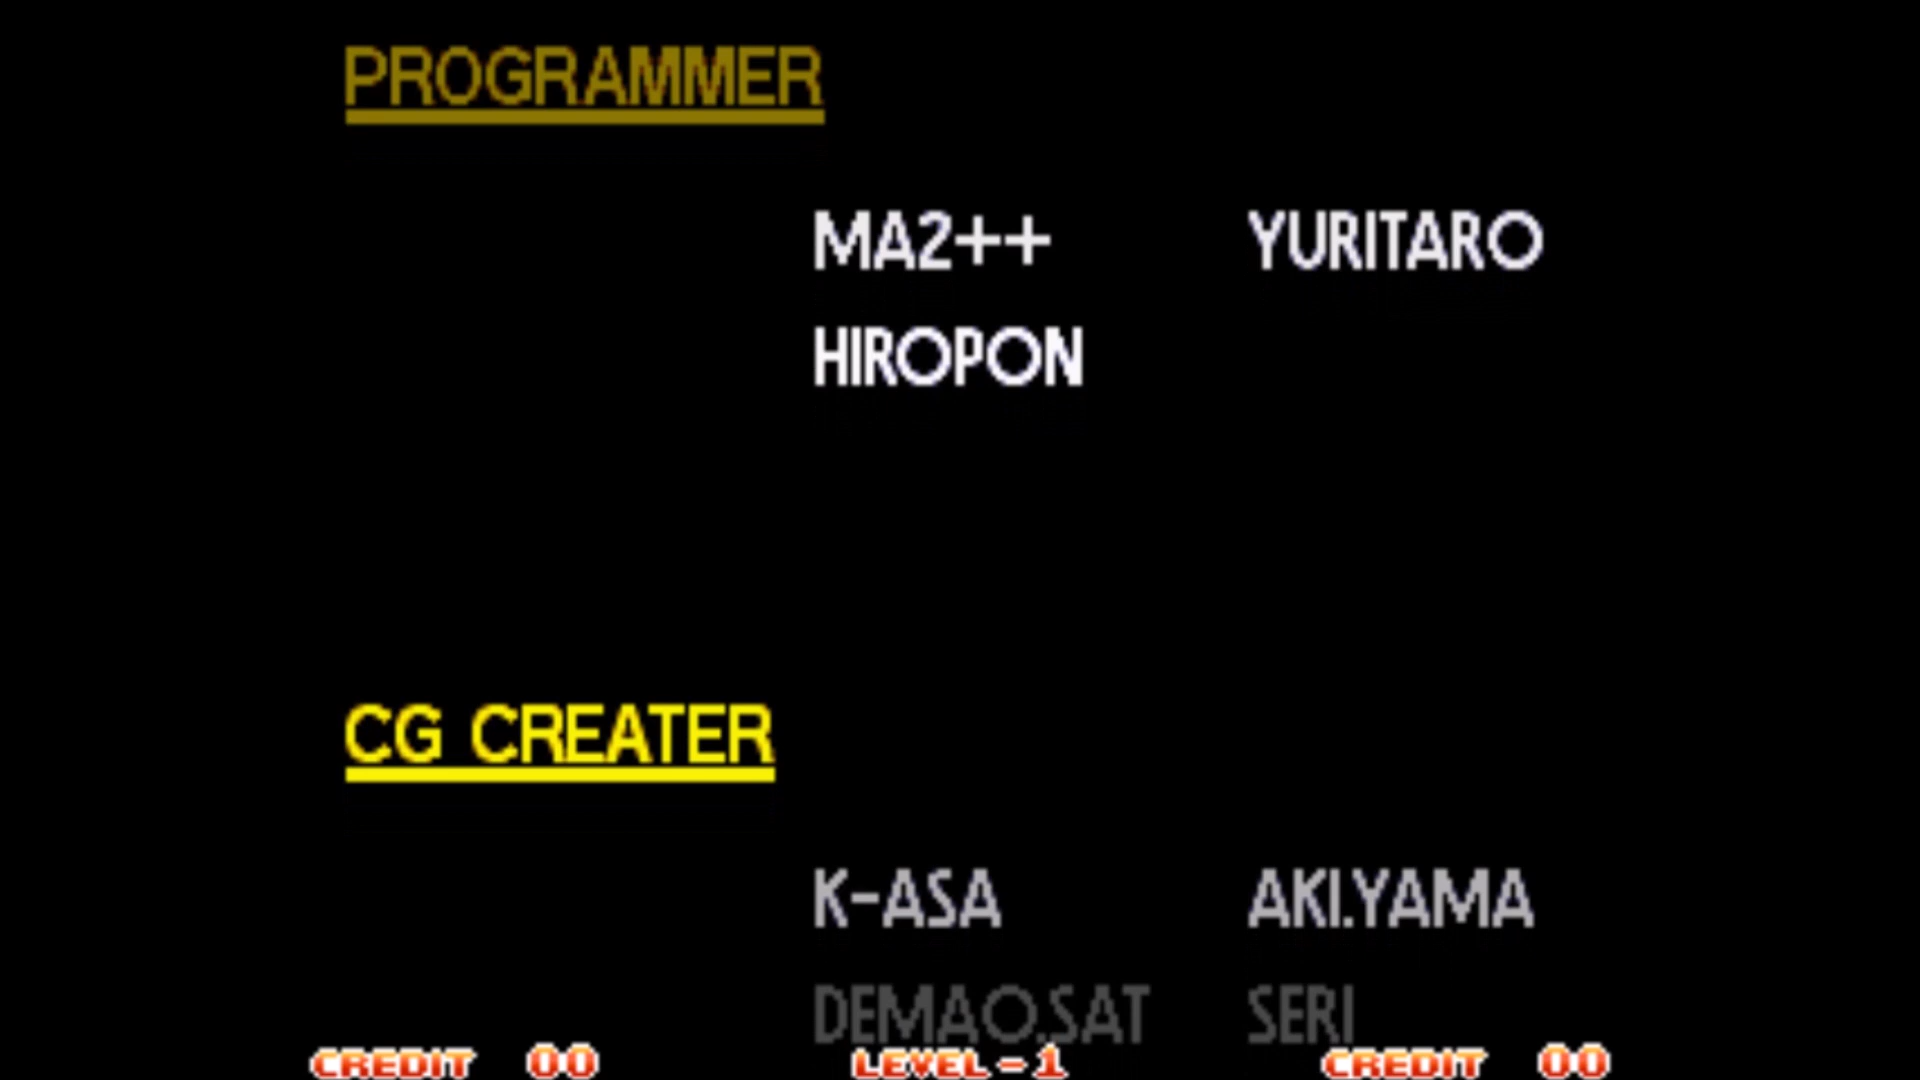 PROGRAMMER
MA2++ YURITARO
HIROPON
CG CREATER
K-ASA AKI.YAMA
DEMAO.SAT SERI
CREDIT 00 LEVEL-1 CREDIT 00